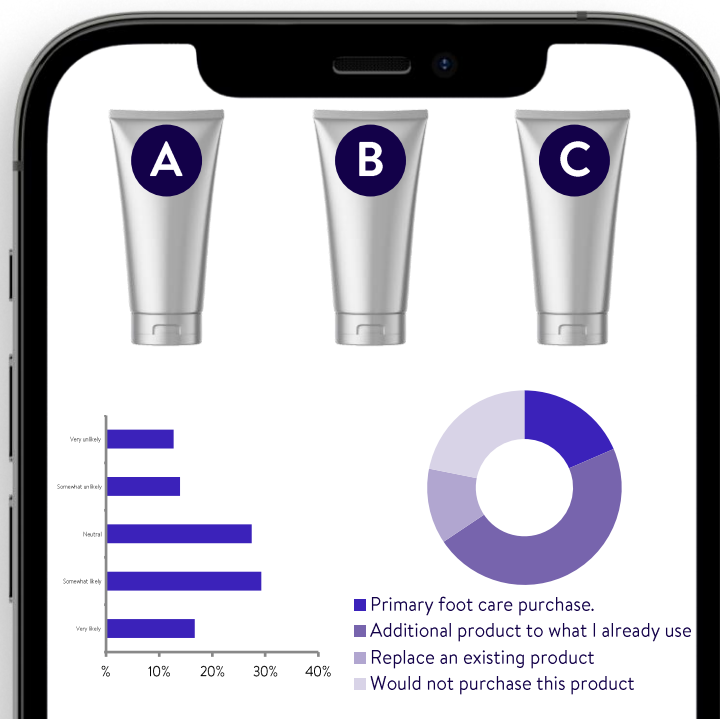 A
B
C
Very unlikely
Somewhat unlikely
Neutral
Somewhat likely
Very likely
% 10% 20% 30% 40%
Primary foot care purchase.
Additional product to what I already use
Replace an existing product
Would not purchase this product